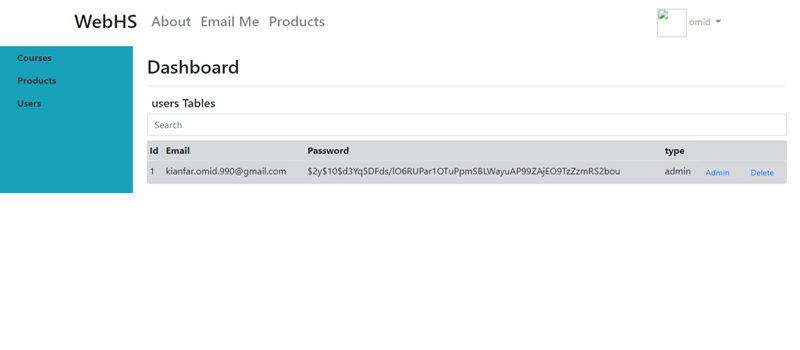 WebHS About Email Me Products omid
Courses
Products
Users
Dashboard
users Tables
Search
Id Email Password type
1 kianfar.omid.990@gmail.com $2y$10$d3Yq5DFds/lO6RUPar1OTuPpmSBLWayuAP99ZAjEO9TzZzmRS2bou admin Admin Delete